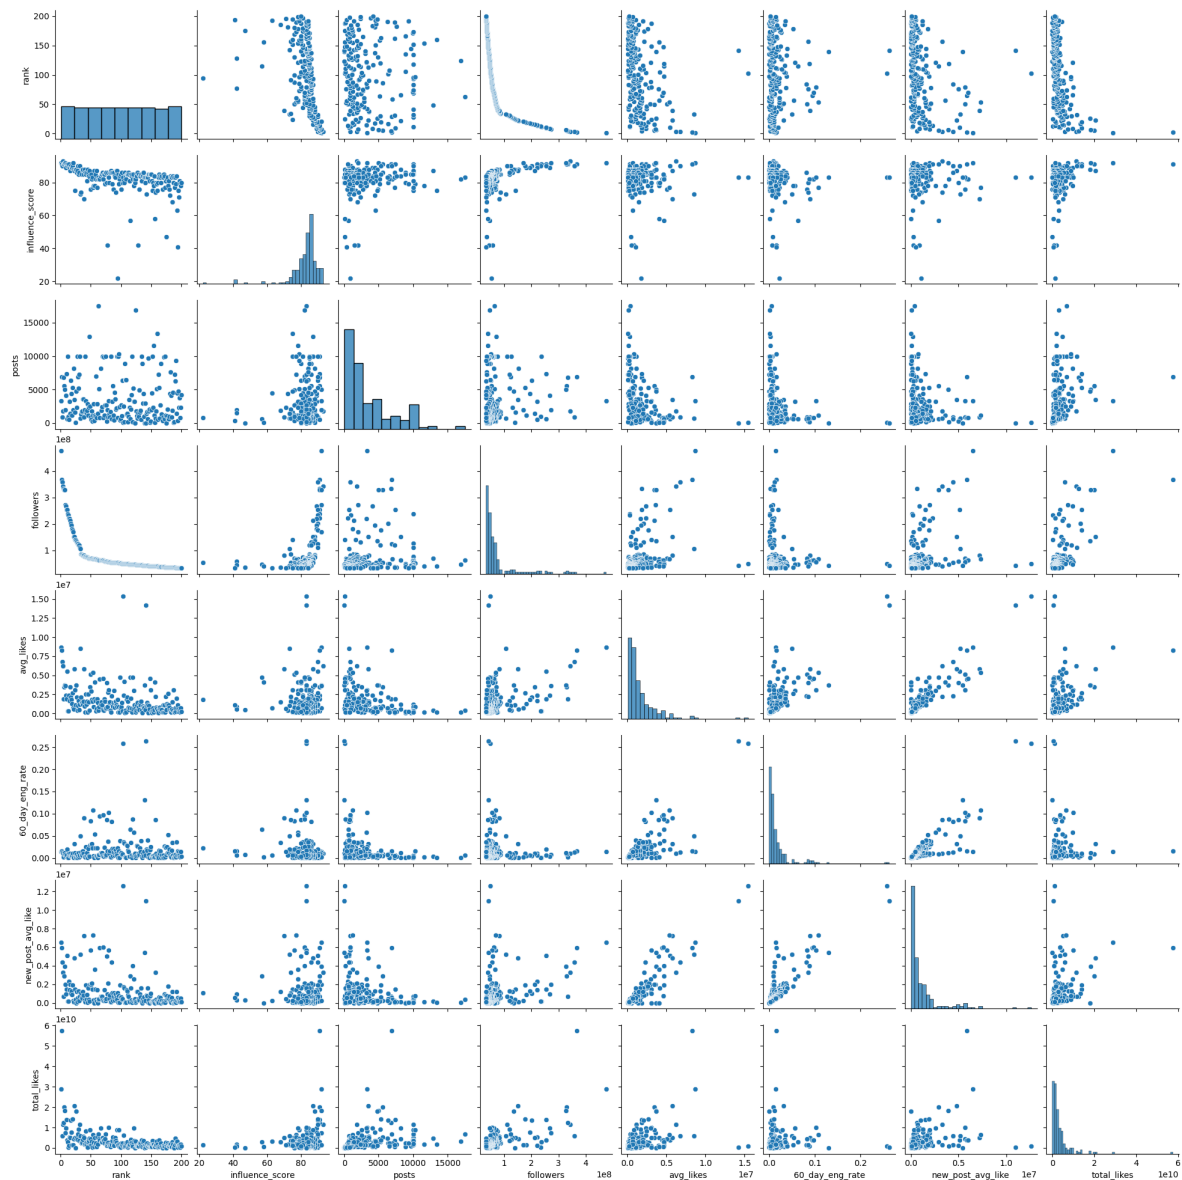 200
150
100
50
0
rank
80
60
40
20
influence_score
15000
10000
5000
0
posts
1e8
4
3
2
1
followers
1e7
1.50
1.25
1.00
0.75
0.50
0.25
0.00
avg_likes
0.25
0.20
0.15
0.10
0.05
0.00
60_day_eng_rate
1e7
1.2
1.0
0.8
0.6
0.4
0.2
0.0
new_post_avg_like
1e10
6
5
4
3
2
1
0
total_likes
0 50 100 150 200 20 40 60 80 0 5000 10000 15000 1 2 3 4 0.0 0.5 1.0 1.5 0.0 0.1 0.2 0.0 0.5 1.0 0 2 4 6
1e8 1e7 1e7 1e10
rank influence_score posts followers avg_likes 60_day_eng_rate new_post_avg_like total_likes